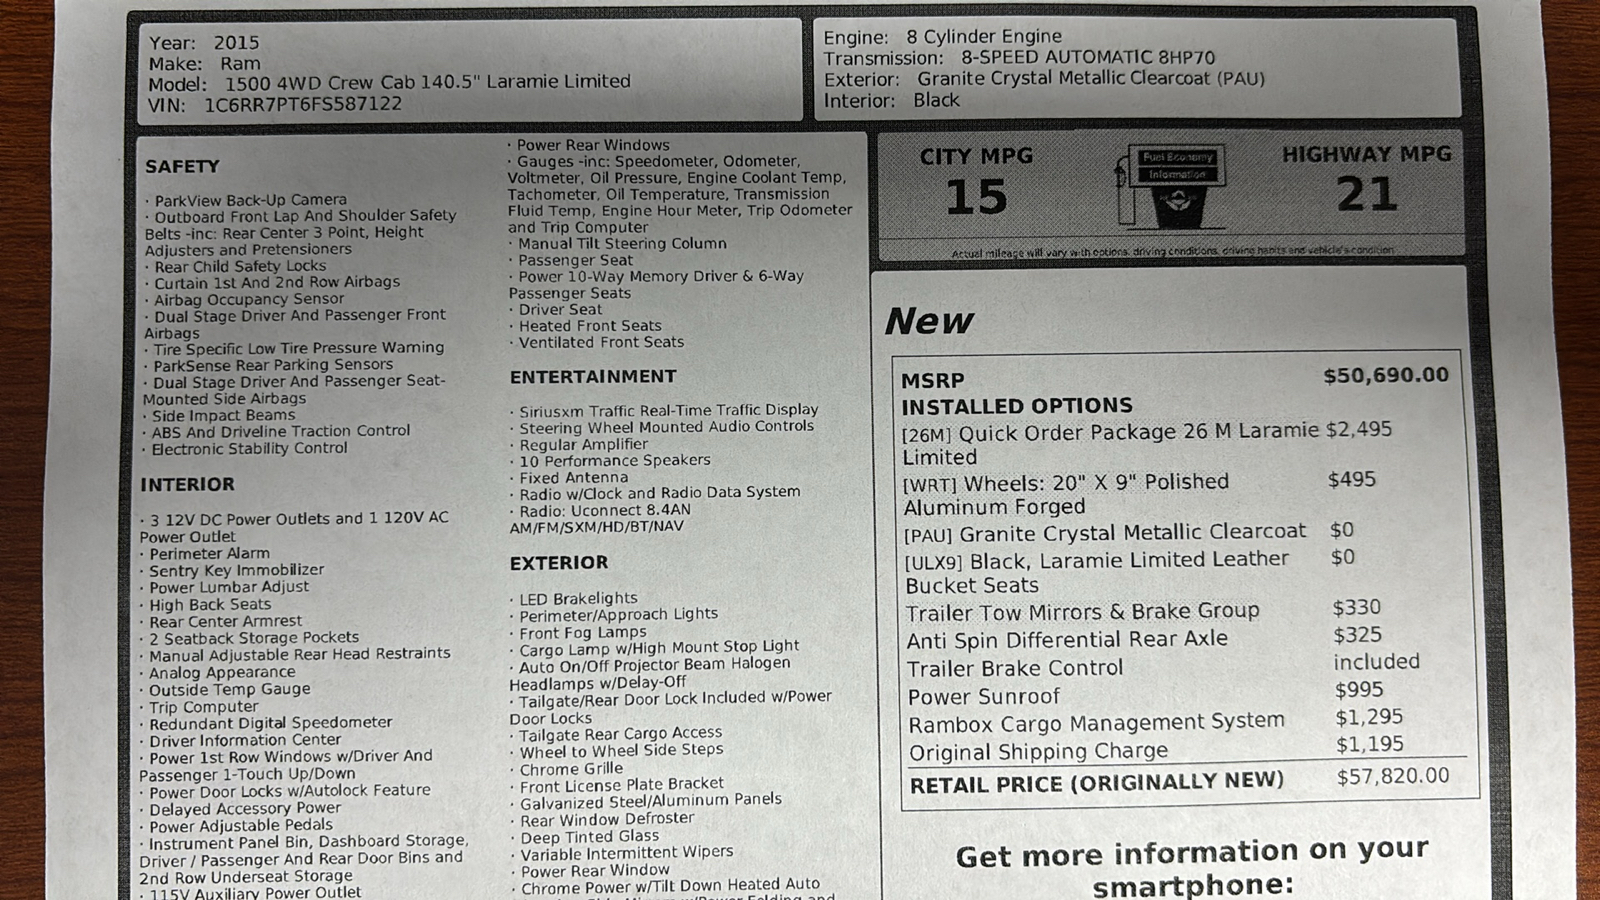 Year: 2015
Make: Ram
Model: 1500 4WD Crew Cab 140.5" Laramie Limited
VIN: 1C6RR7PT6FS587122
Engine: 8 Cylinder Engine
Transmission: 8-SPEED AUTOMATIC 8HP70
Exterior: Granite Crystal Metallic Clearcoat (PAU)
Interior: Black
SAFETY
· ParkView Back-Up Camera
· Outboard Front Lap And Shoulder Safety
Belts -inc: Rear Center 3 Point, Height
Adjusters and Pretensioners
· Rear Child Safety Locks
· Curtain 1st And 2nd Row Airbags
· Airbag Occupancy Sensor
· Dual Stage Driver And Passenger Front
Airbags
· Tire Specific Low Tire Pressure Warning
· ParkSense Rear Parking Sensors
· Dual Stage Driver And Passenger Seat-
Mounted Side Airbags
· Side Impact Beams
· ABS And Driveline Traction Control
· Electronic Stability Control
INTERIOR
· 3 12V DC Power Outlets and 1 120V AC
Power Outlet
· Perimeter Alarm
· Sentry Key Immobilizer
· Power Lumbar Adjust
· High Back Seats
· Rear Center Armrest
· 2 Seatback Storage Pockets
· Manual Adjustable Rear Head Restraints
· Analog Appearance
· Outside Temp Gauge
· Trip Computer
· Redundant Digital Speedometer
· Driver Information Center
· Power 1st Row Windows w/Driver And
Passenger 1-Touch Up/Down
· Power Door Locks w/Autolock Feature
· Delayed Accessory Power
· Power Adjustable Pedals
· Instrument Panel Bin, Dashboard Storage,
Driver / Passenger And Rear Door Bins and
2nd Row Underseat Storage
· 115V Auxiliary Power Outlet
· Power Rear Windows
· Gauges -inc: Speedometer, Odometer,
Voltmeter, Oil Pressure, Engine Coolant Temp,
Tachometer, Oil Temperature, Transmission
Fluid Temp, Engine Hour Meter, Trip Odometer
and Trip Computer
· Manual Tilt Steering Column
· Passenger Seat
· Power 10-Way Memory Driver & 6-Way
Passenger Seats
· Driver Seat
· Heated Front Seats
· Ventilated Front Seats
ENTERTAINMENT
· Siriusxm Traffic Real-Time Traffic Display
· Steering Wheel Mounted Audio Controls
· Regular Amplifier
· 10 Performance Speakers
· Fixed Antenna
· Radio w/Clock and Radio Data System
· Radio: Uconnect 8.4AN
AM/FM/SXM/HD/BT/NAV
EXTERIOR
· LED Brakelights
· Perimeter/Approach Lights
· Front Fog Lamps
· Cargo Lamp w/High Mount Stop Light
· Auto On/Off Projector Beam Halogen
Headlamps w/Delay-Off
· Tailgate/Rear Door Lock Included w/Power
Door Locks
· Tailgate Rear Cargo Access
· Wheel to Wheel Side Steps
· Chrome Grille
· Front License Plate Bracket
· Galvanized Steel/Aluminum Panels
· Rear Window Defroster
· Deep Tinted Glass
· Variable Intermittent Wipers
· Power Rear Window
· Chrome Power w/Tilt Down Heated Auto
CITY MPG
15
Fuel Economy
Information
HIGHWAY MPG
21
Actual mileage will vary with options, driving conditions, driving habits and vehicle's condition
New
MSRP $50,690.00
INSTALLED OPTIONS
[26M] Quick Order Package 26 M Laramie $2,495
Limited
[WRT] Wheels: 20" X 9" Polished $495
Aluminum Forged
[PAU] Granite Crystal Metallic Clearcoat $0
[ULX9] Black, Laramie Limited Leather $0
Bucket Seats
Trailer Tow Mirrors & Brake Group $330
Anti Spin Differential Rear Axle $325
Trailer Brake Control included
Power Sunroof $995
Rambox Cargo Management System $1,295
Original Shipping Charge $1,195
RETAIL PRICE (ORIGINALLY NEW) $57,820.00
Get more information on your
smartphone: